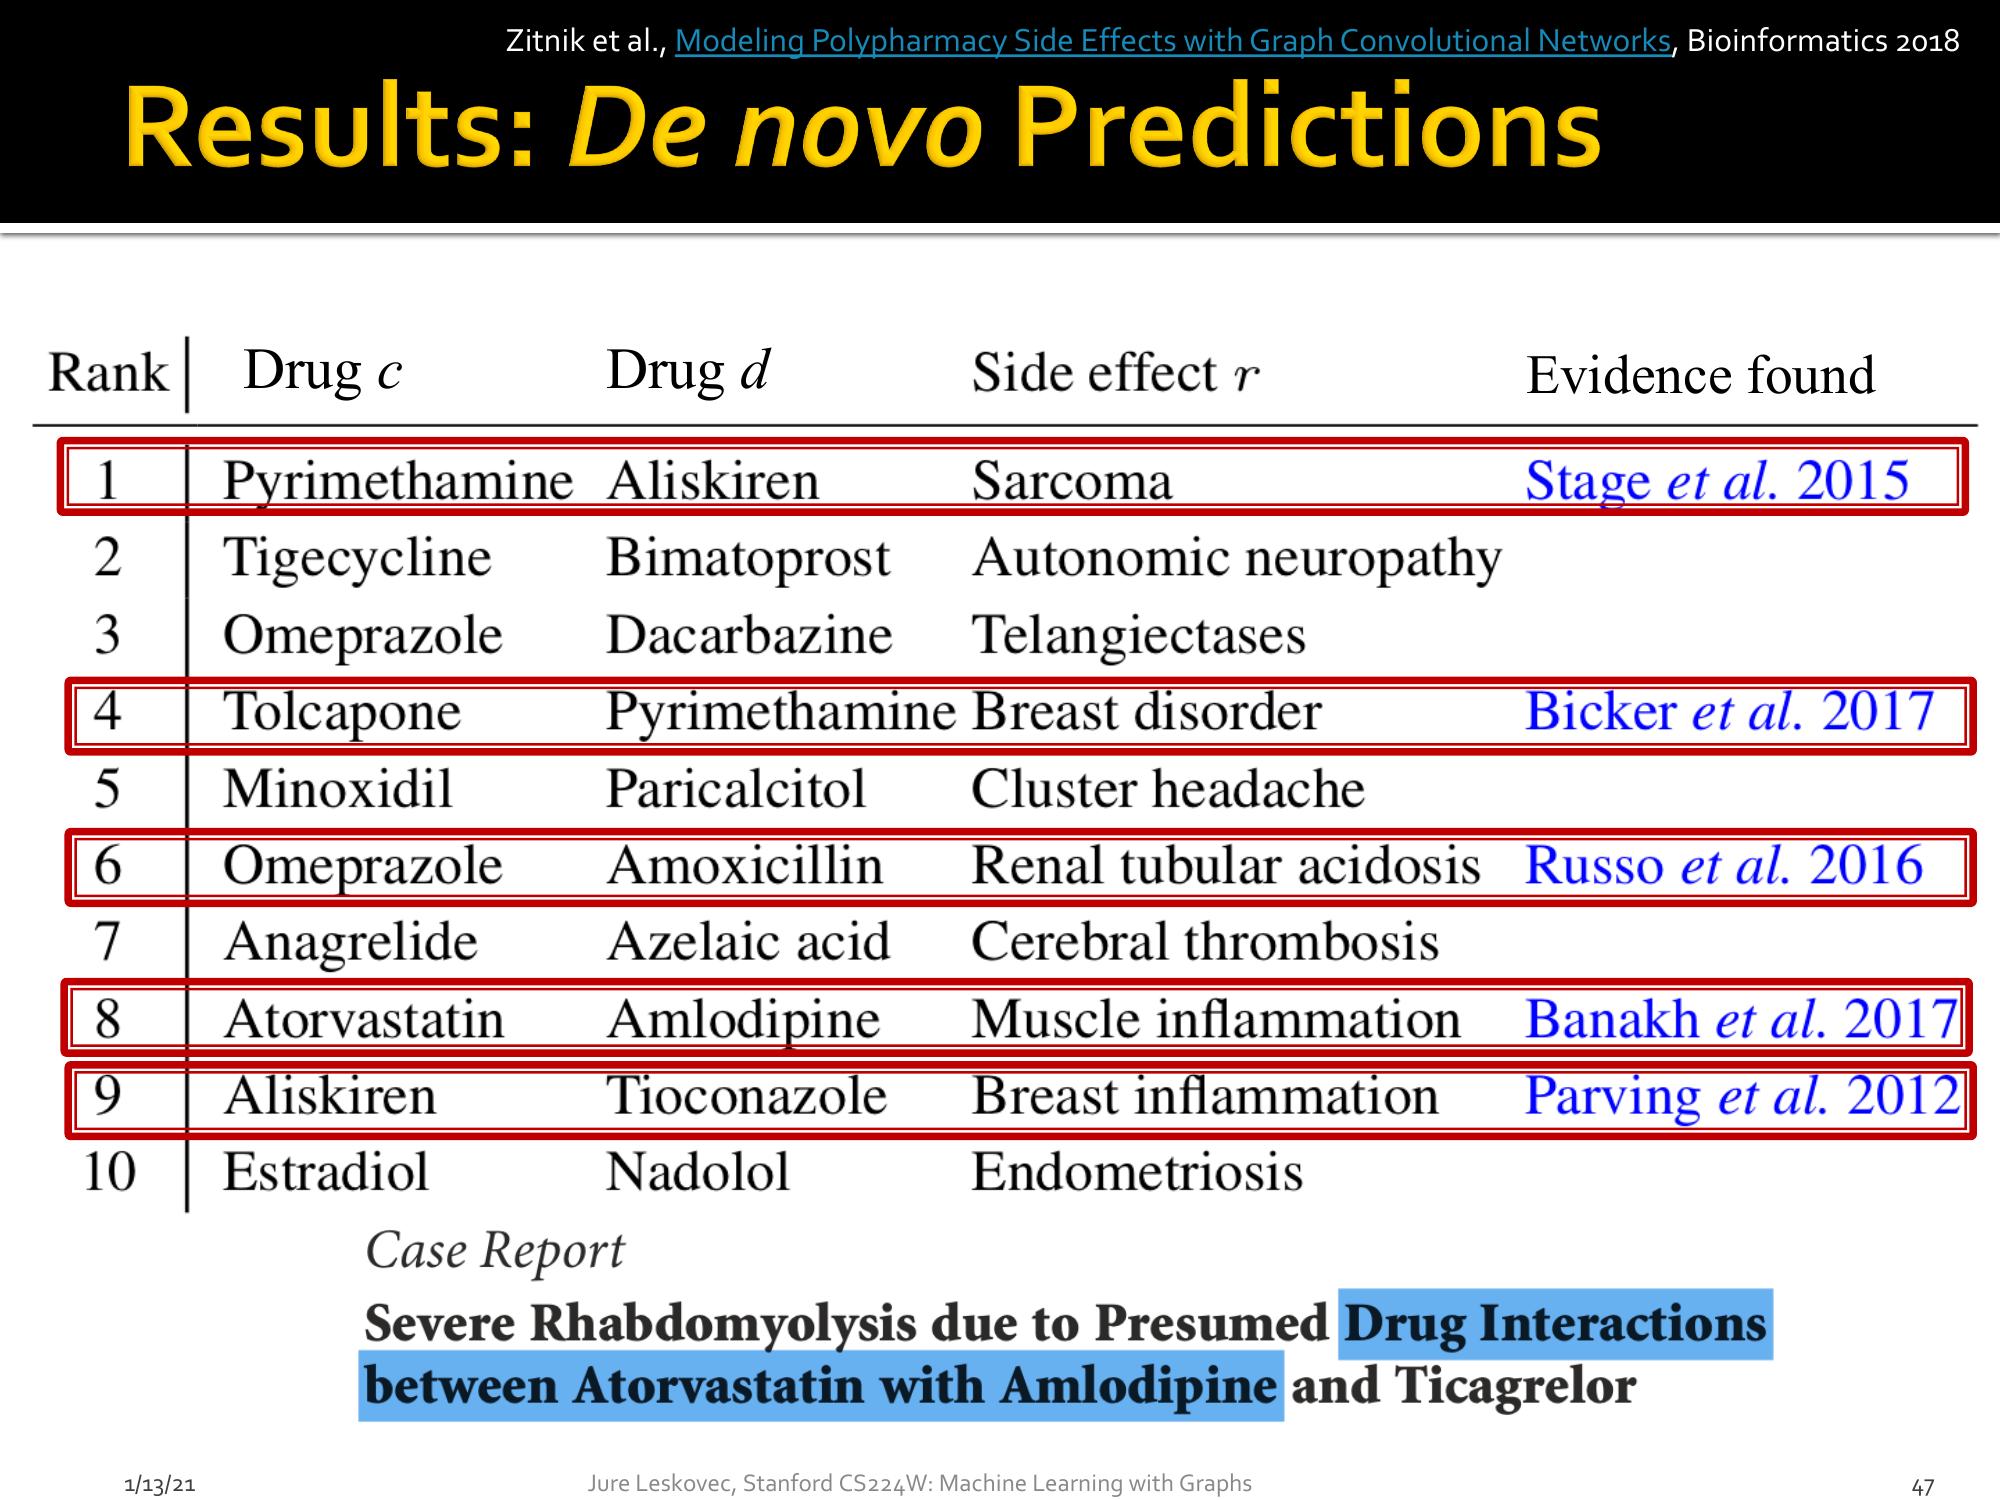 Zitnik et al., Modeling Polypharmacy Side Effects with Graph Convolutional Networks, Bioinformatics 2018
Results: De novo Predictions
Rank Drug c Drug d Side effect r Evidence found
1 Pyrimethamine Aliskiren Sarcoma Stage et al. 2015
2 Tigecycline Bimatoprost Autonomic neuropathy
3 Omeprazole Dacarbazine Telangiectases
4 Tolcapone Pyrimethamine Breast disorder Bicker et al. 2017
5 Minoxidil Paricalcitol Cluster headache
6 Omeprazole Amoxicillin Renal tubular acidosis Russo et al. 2016
7 Anagrelide Azelaic acid Cerebral thrombosis
8 Atorvastatin Amlodipine Muscle inflammation Banakh et al. 2017
9 Aliskiren Tioconazole Breast inflammation Parving et al. 2012
10 Estradiol Nadolol Endometriosis
Case Report
Severe Rhabdomyolysis due to Presumed Drug Interactions
between Atorvastatin with Amlodipine and Ticagrelor
1/13/21 Jure Leskovec, Stanford CS224W: Machine Learning with Graphs 47